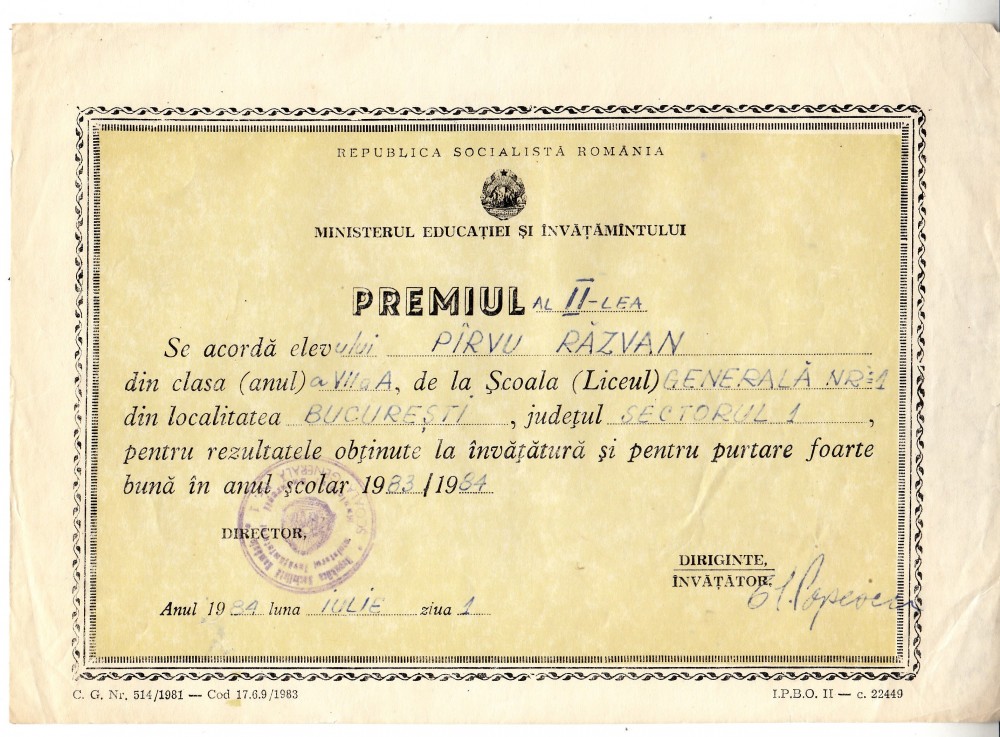 REPUBLICA SOCIALISTĂ ROMÂNIA
MINISTERUL EDUCAȚIEI ȘI ÎNVĂȚĂMÎNTULUI
PREMIUL AL II-LEA
Se acordă elevului PÎRVU RĂZVAN
din clasa (anul) a VII a A, de la Școala (Liceul) GENERALĂ NR 1
din localitatea BUCUREȘTI, județul SECTORUL 1,
pentru rezultatele obținute la învățătură și pentru purtare foarte
bună în anul școlar 1983/1984
DIRECTOR,
DIRIGINTE,
ÎNVĂȚĂTOR,
Anul 1984 luna IULIE ziua 1
C. G. Nr. 514/1981 — Cod 17.6.9/1983
I.P.B.O. II — c. 22449